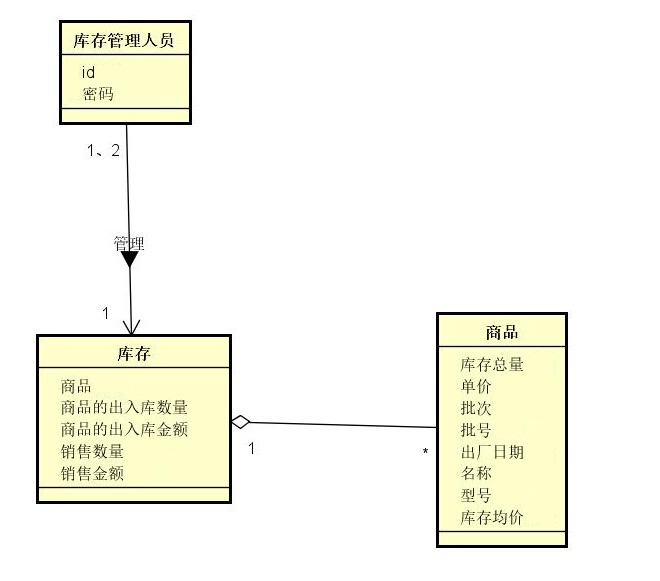 库存管理人员
id
密码
1、2
管理
1
库存
商品
商品的出入库数量
商品的出入库金额
销售数量
销售金额
1
*
商品
库存总量
单价
批次
批号
出厂日期
名称
型号
库存均价